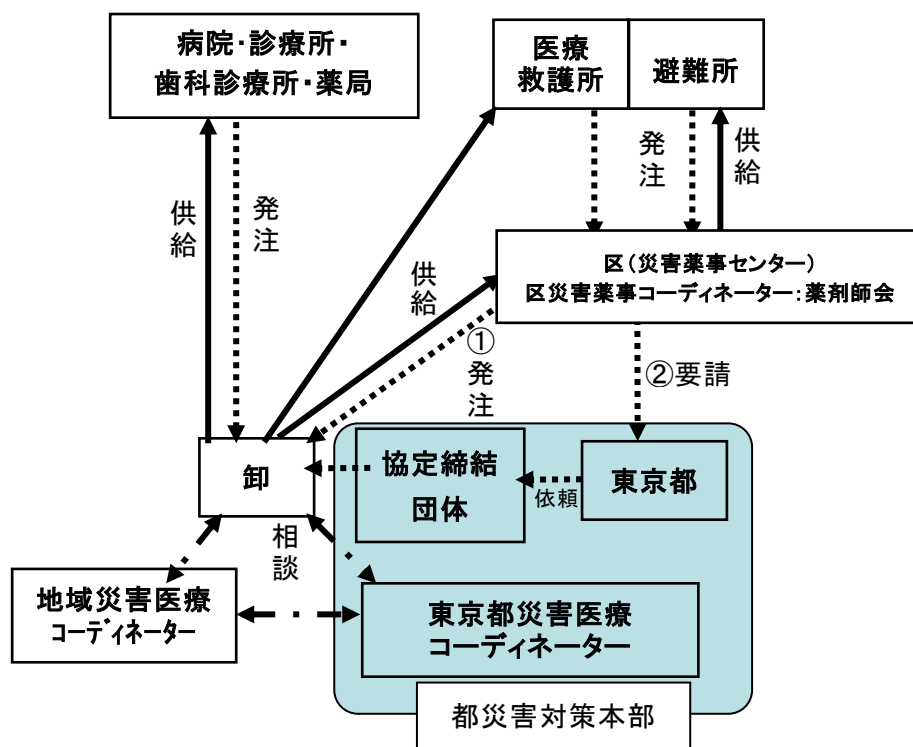 病院･診療所･
歯科診療所･薬局
医療
救護所
避難所
供給
発注
発注
供給
区（災害薬事センター）
区災害薬事コーディネーター：薬剤師会
供給
①発注
②要請
卸
協定締結
団体
依頼
東京都
相談
地域災害医療
コーディネーター
東京都災害医療
コーディネーター
都災害対策本部